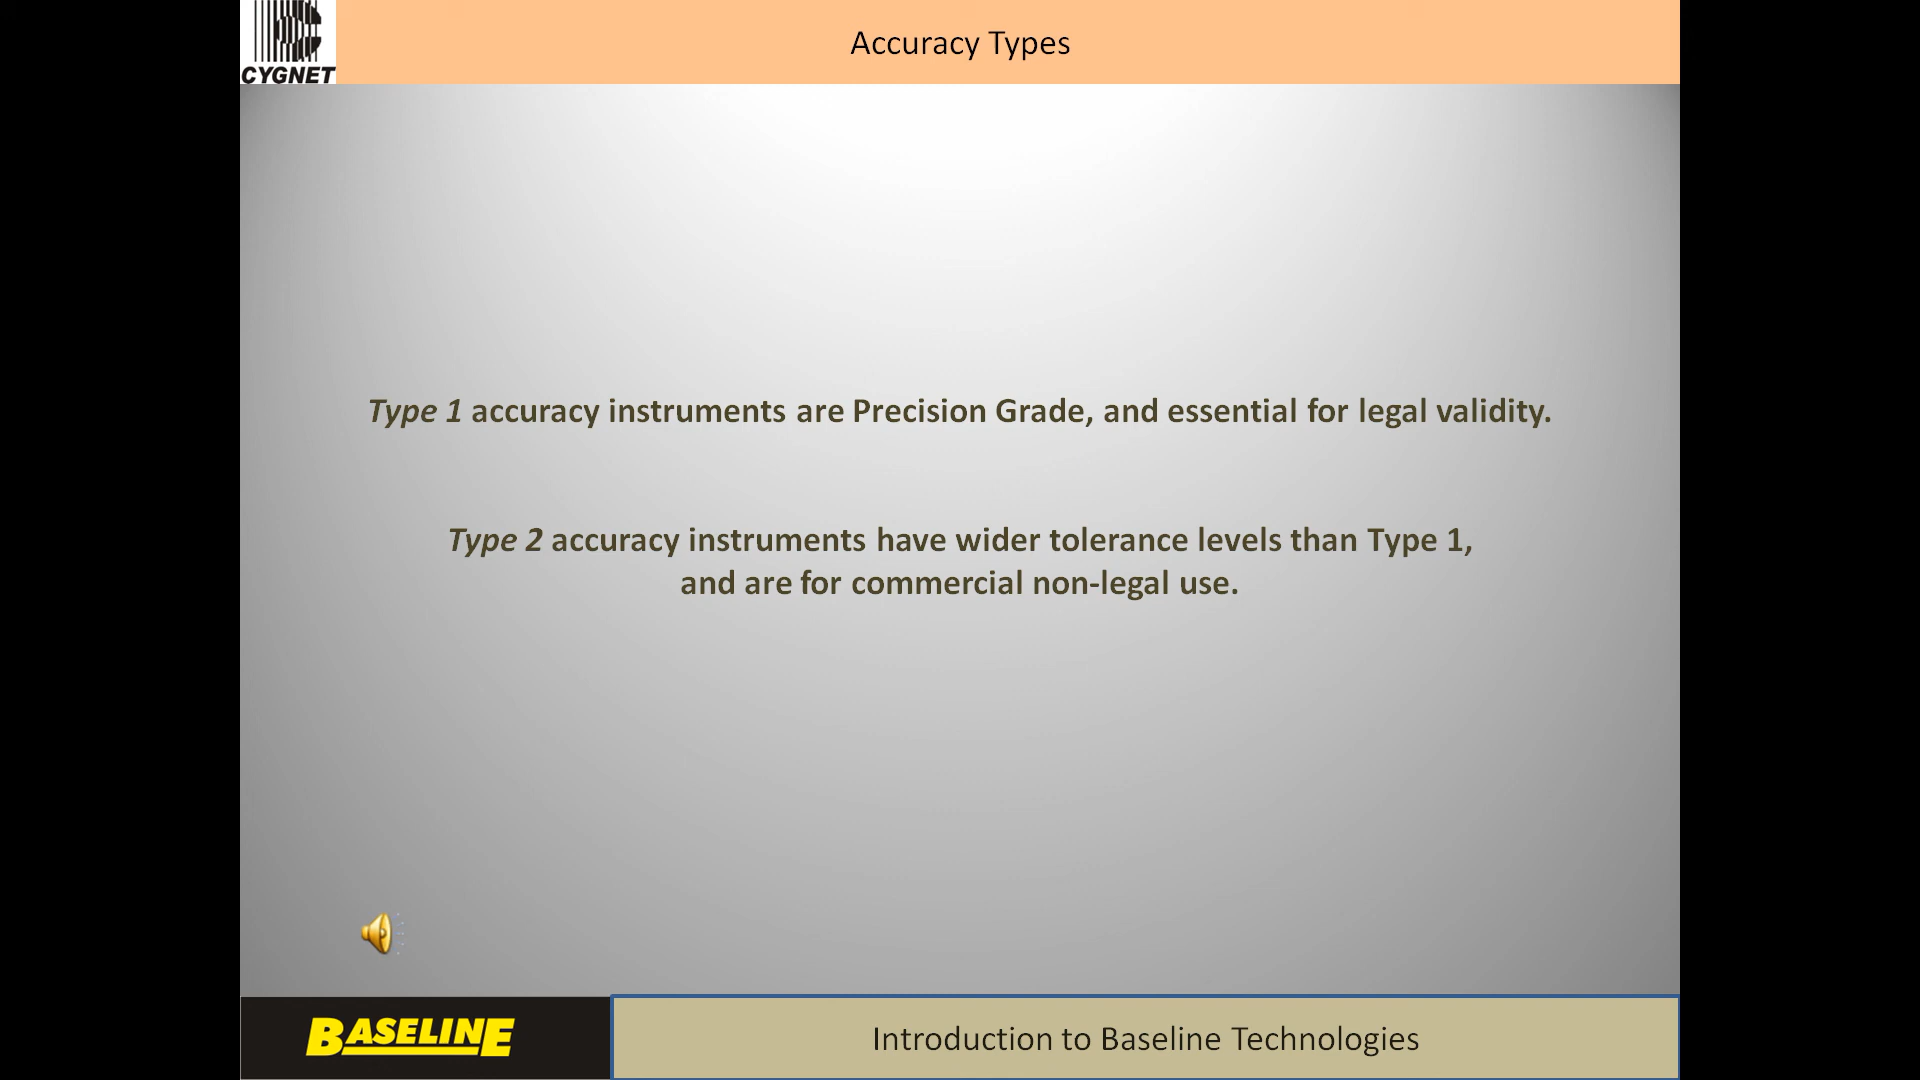 CYGNET
Accuracy Types
Type 1 accuracy instruments are Precision Grade, and essential for legal validity.
Type 2 accuracy instruments have wider tolerance levels than Type 1,
and are for commercial non-legal use.
BASELINE
Introduction to Baseline Technologies